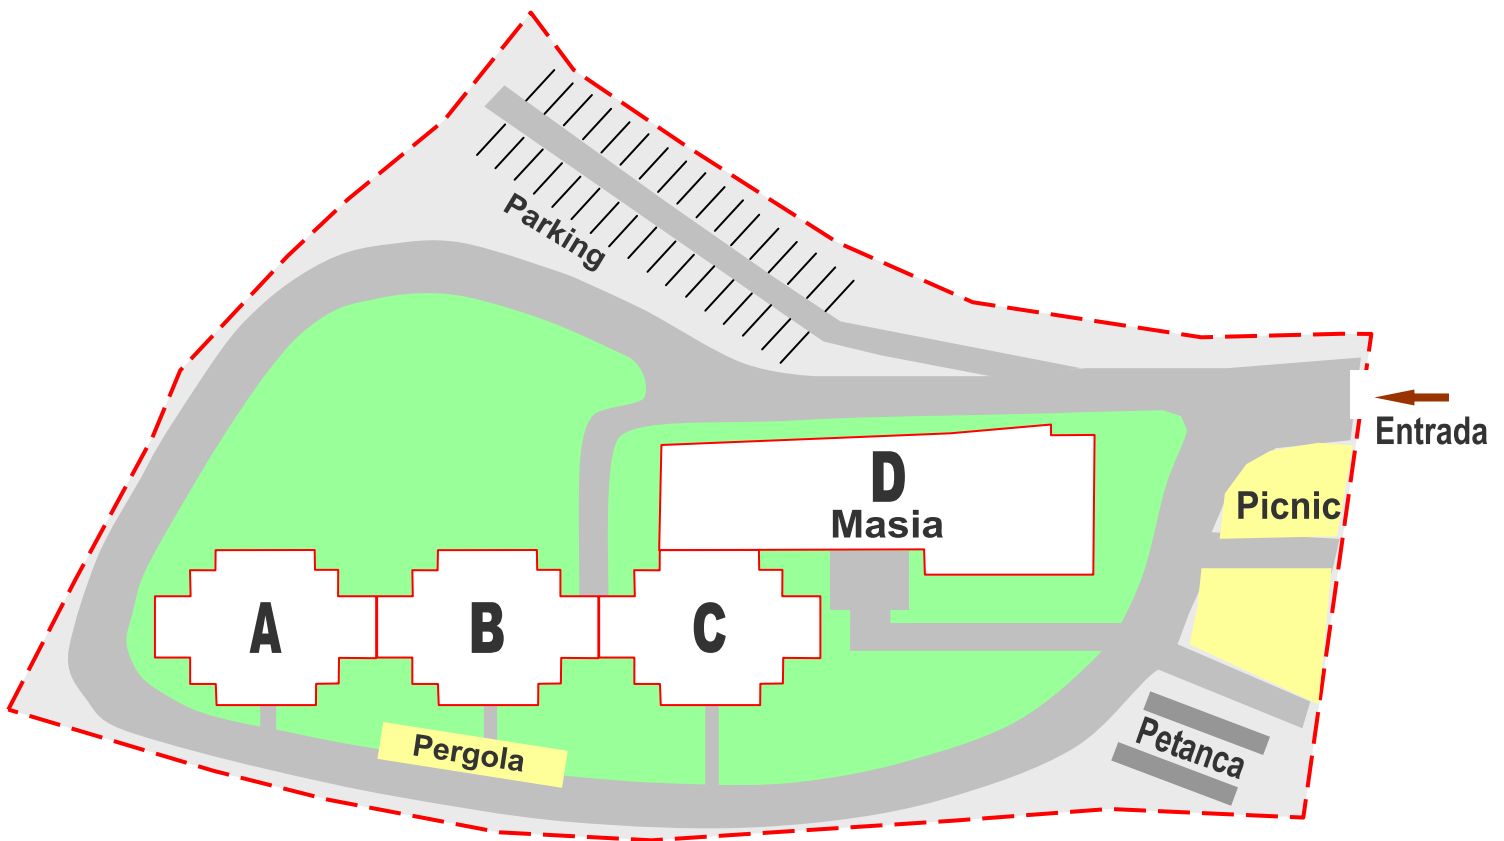 Parking
Entrada
D
Masia
Picnic
A
B
C
Pergola
Petanca